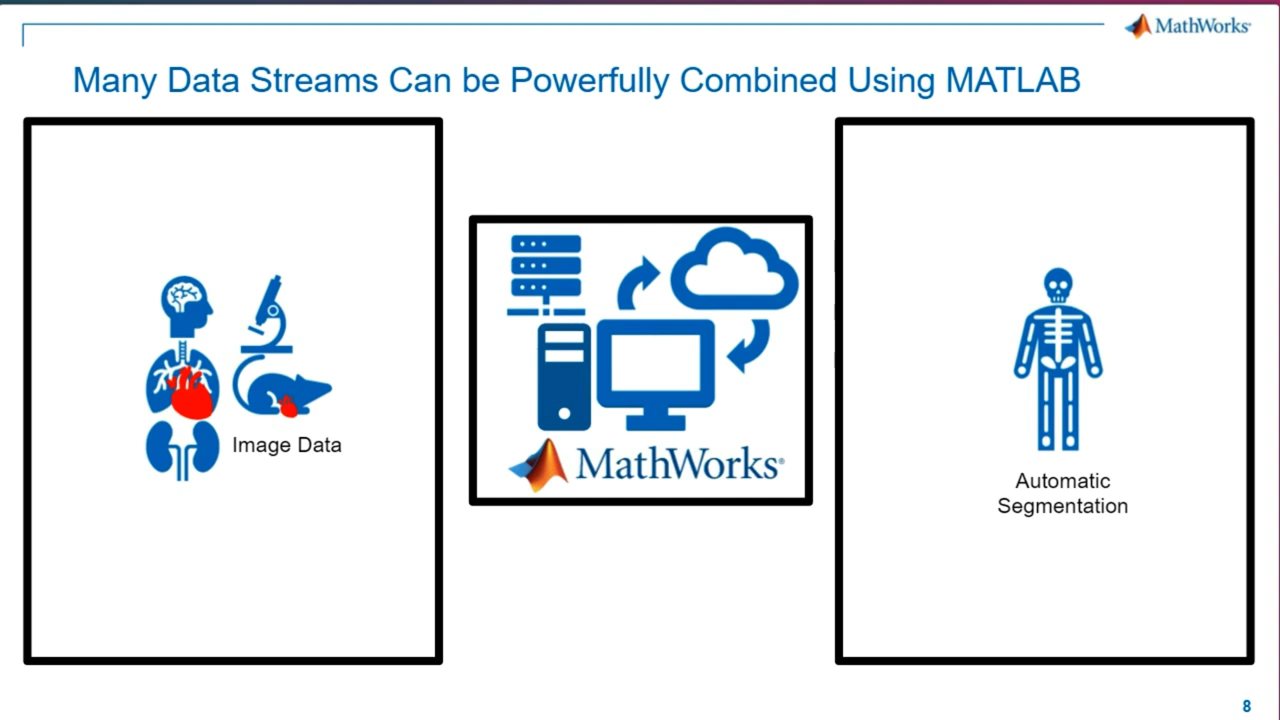 MathWorks®
Many Data Streams Can be Powerfully Combined Using MATLAB
Image Data
MathWorks®
Automatic
Segmentation
8